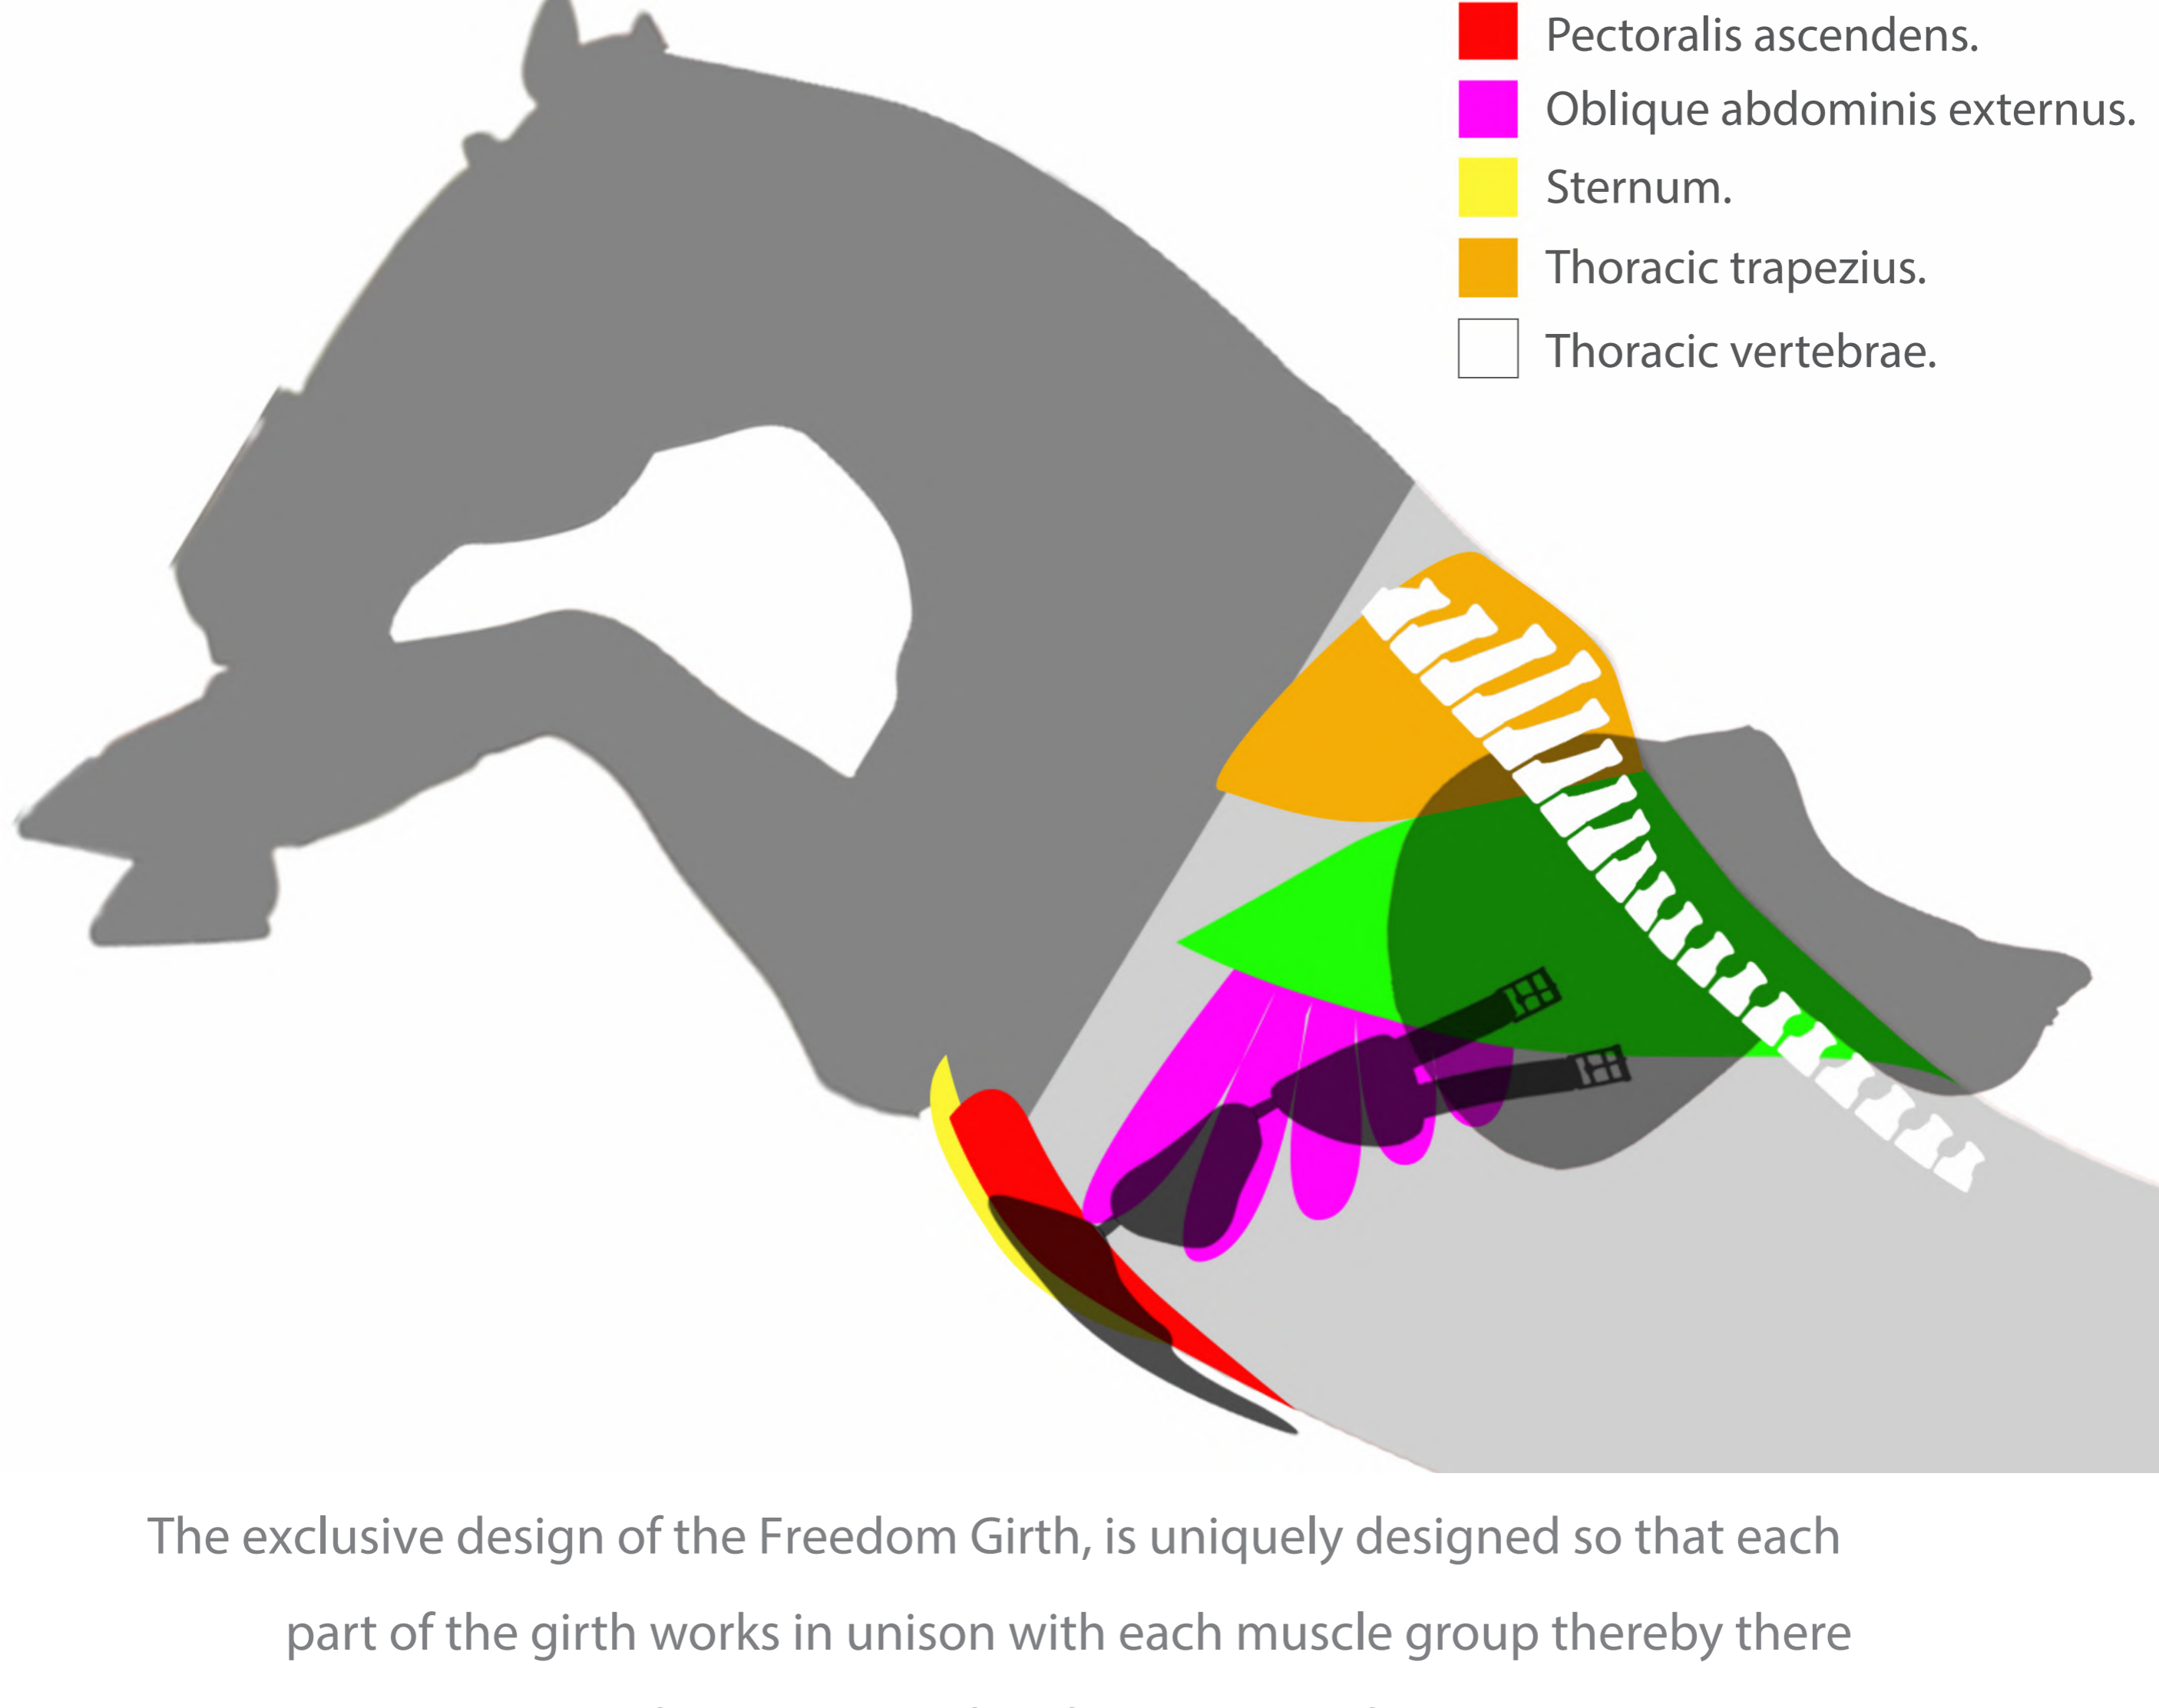 Pectoralis ascendens.
Oblique abdominis externus.
Sternum.
Thoracic trapezius.
Thoracic vertebrae.
The exclusive design of the Freedom Girth, is uniquely designed so that each
part of the girth works in unison with each muscle group thereby there